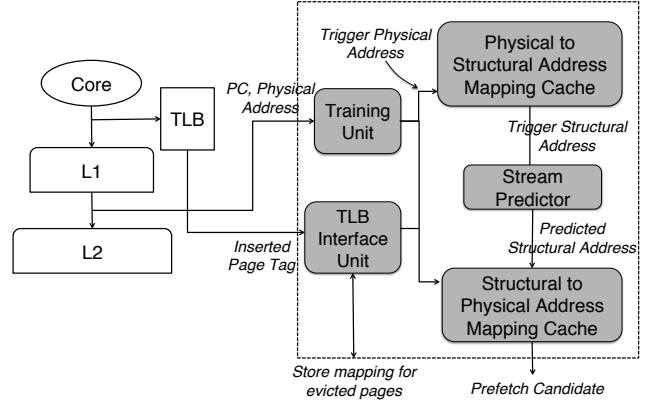 Core
TLB
L1
L2
PC, Physical
Address
Inserted
Page Tag
Training
Unit
TLB
Interface
Unit
Store mapping for
evicted pages
Trigger Physical
Address
Physical to
Structural Address
Mapping Cache
Trigger Structural
Address
Stream
Predictor
Predicted
Structural Address
Structural to
Physical Address
Mapping Cache
Prefetch Candidate